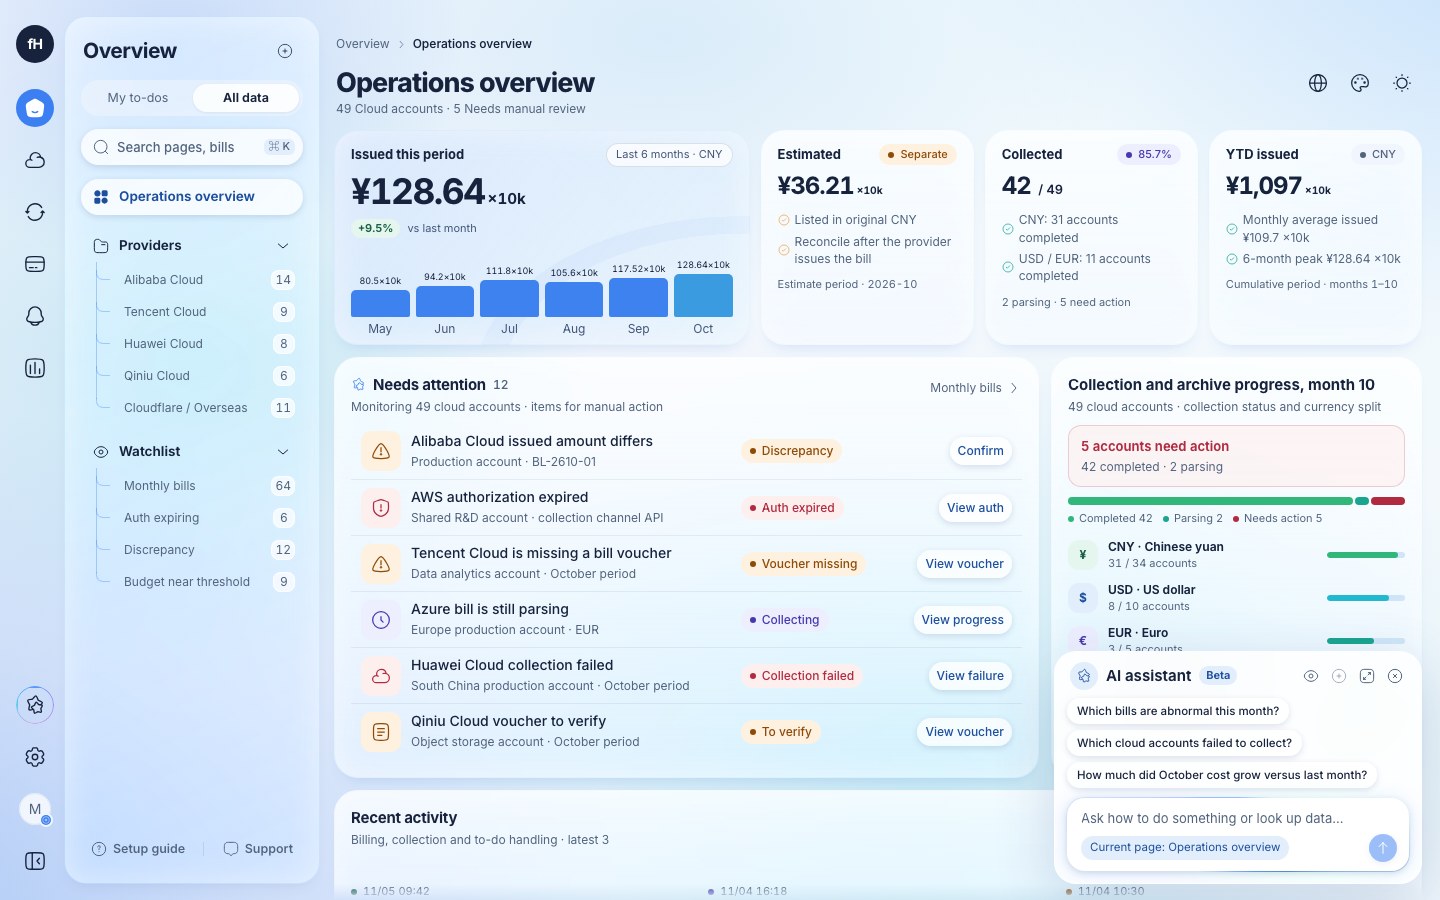 fH
Overview
My to-dos
All data
Search pages, bills
⌘ K
Operations overview
Providers
Alibaba Cloud 14
Tencent Cloud 9
Huawei Cloud 8
Qiniu Cloud 6
Cloudflare / Overseas 11
Watchlist
Monthly bills 64
Auth expiring 6
Discrepancy 12
Budget near threshold 9
M
Setup guide
Support
Overview > Operations overview
Operations overview
49 Cloud accounts · 5 Needs manual review
Issued this period
Last 6 months · CNY
¥128.64×10k
+9.5% vs last month
80.5×10k
94.2×10k
111.8×10k
105.6×10k
117.52×10k
128.64×10k
May
Jun
Jul
Aug
Sep
Oct
Estimated
Separate
¥36.21×10k
Listed in original CNY
Reconcile after the provider
issues the bill
Estimate period · 2026-10
Collected
85.7%
42 / 49
CNY: 31 accounts
completed
USD / EUR: 11 accounts
completed
2 parsing · 5 need action
YTD issued
CNY
¥1,097×10k
Monthly average issued
¥109.7 ×10k
6-month peak ¥128.64 ×10k
Cumulative period · months 1–10
Needs attention 12
Monthly bills
Monitoring 49 cloud accounts · items for manual action
Alibaba Cloud issued amount differs
Production account · BL-2610-01
Discrepancy
Confirm
AWS authorization expired
Shared R&D account · collection channel API
Auth expired
View auth
Tencent Cloud is missing a bill voucher
Data analytics account · October period
Voucher missing
View voucher
Azure bill is still parsing
Europe production account · EUR
Collecting
View progress
Huawei Cloud collection failed
South China production account · October period
Collection failed
View failure
Qiniu Cloud voucher to verify
Object storage account · October period
To verify
View voucher
Collection and archive progress, month 10
49 cloud accounts · collection status and currency split
5 accounts need action
42 completed · 2 parsing
Completed 42
Parsing 2
Needs action 5
¥
CNY · Chinese yuan
31 / 34 accounts
$
USD · US dollar
8 / 10 accounts
€
EUR · Euro
3 / 5 accounts
Recent activity
Billing, collection and to-do handling · latest 3
11/05 09:42
11/04 16:18
11/04 10:30
AI assistant
Beta
Which bills are abnormal this month?
Which cloud accounts failed to collect?
How much did October cost grow versus last month?
Ask how to do something or look up data...
Current page: Operations overview